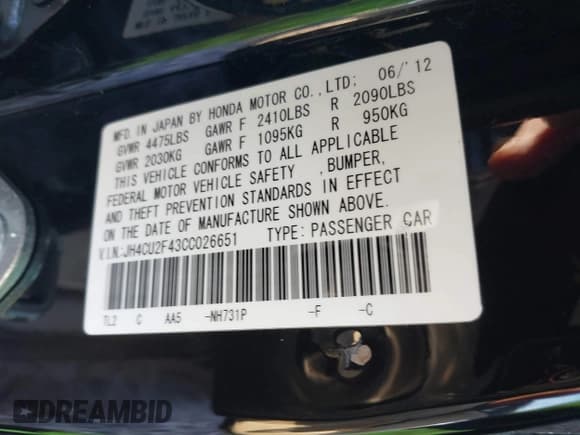 MFD. IN JAPAN BY HONDA MOTOR CO.,LTD; 06/'12
GVWR 4475LBS GAWR F 2410LBS R 2090LBS
GVWR 2030KG GAWR F 1095KG R 950KG
THIS VEHICLE CONFORMS TO ALL APPLICABLE
FEDERAL MOTOR VEHICLE SAFETY ,BUMPER,
AND THEFT PREVENTION STANDARDS IN EFFECT
ON THE DATE OF MANUFACTURE SHOWN ABOVE.
V.I.N:JH4CU2F43CC026651 TYPE:PASSENGER CAR
TL2 C AA5 -NH731P -F -C
DREAMBID